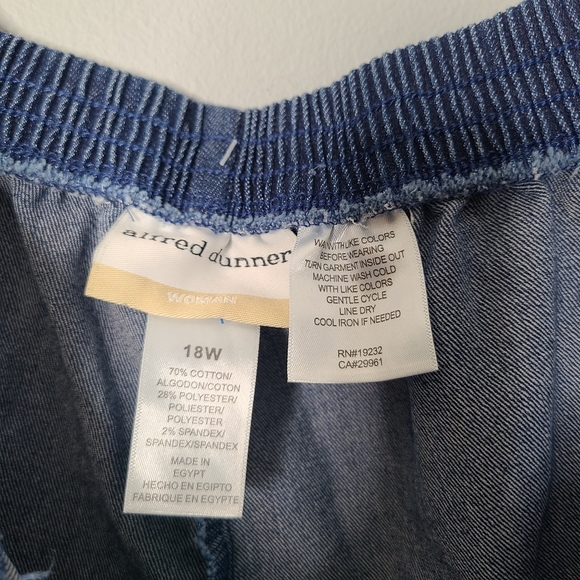 alfred dunner
WOMAN
18W
70% COTTON/
ALGODON/COTON
28% POLYESTER/
POLIESTER/
POLYESTER
2% SPANDEX/
SPANDEX/SPANDEX
MADE IN
EGYPT
HECHO EN EGIPTO
FABRIQUE EN EGYPTE
WITH LIKE COLORS
BEFORE WEARING
TURN GARMENT INSIDE OUT
MACHINE WASH COLD
WITH LIKE COLORS
GENTLE CYCLE
LINE DRY
COOL IRON IF NEEDED
RN#19232
CA#29961